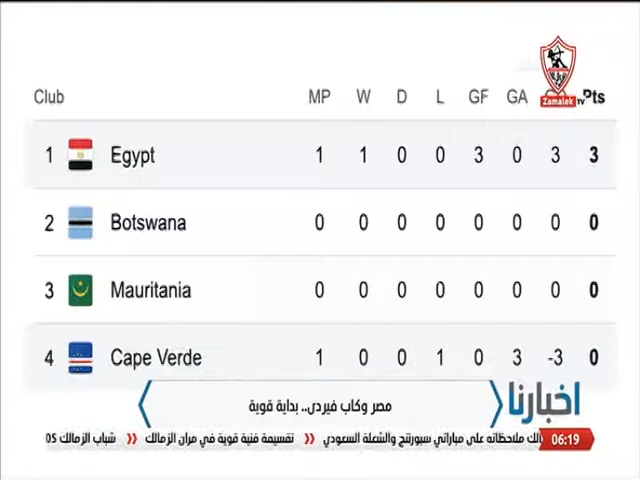 Club MP W D L GF GA Pts
Zamalek TV
1 Egypt 1 1 0 0 3 0 3 3
2 Botswana 0 0 0 0 0 0 0 0
3 Mauritania 0 0 0 0 0 0 0 0
4 Cape Verde 1 0 0 1 0 3 -3 0
مصر وكاب فيردي.. بداية قوية
اخبارنا
الك ملاحظاته على مباراتي سبورتنج والشعلة السعودي » تقسيمة فنية قوية في مران الزمالك » شباب الزمالك 05
06:19